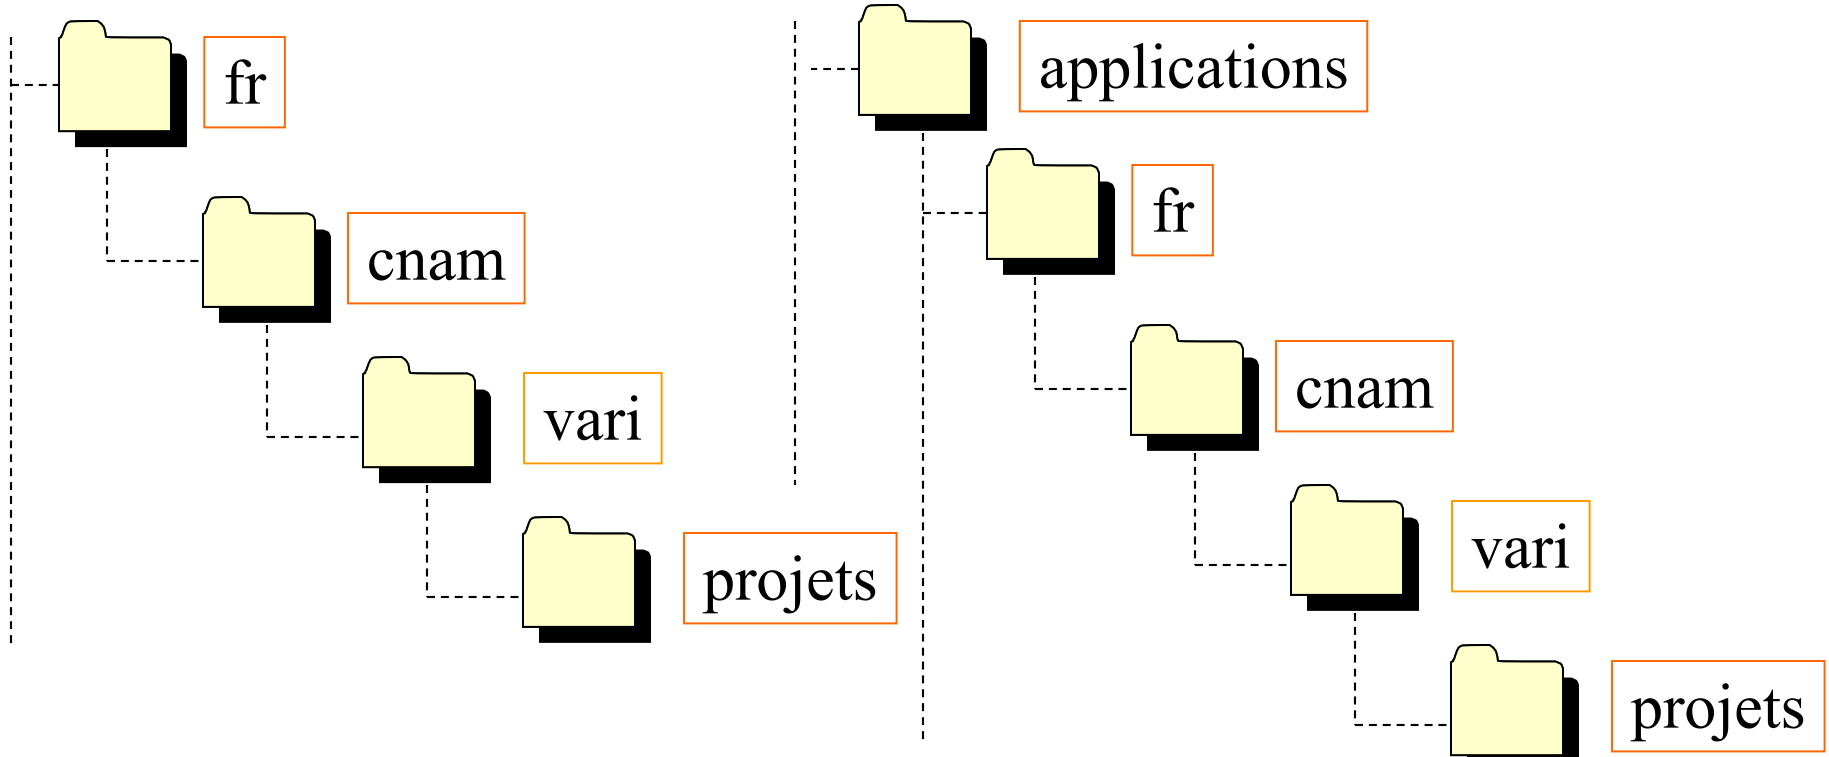 fr
cnam
vari
projets
applications
fr
cnam
vari
projets